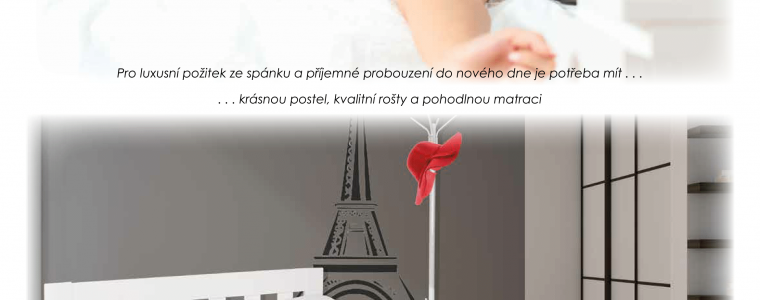 Pro luxusní požitek ze spánku a příjemné probouzení do nového dne je potřeba mít . . .
. . . krásnou postel, kvalitní rošty a pohodlnou matraci